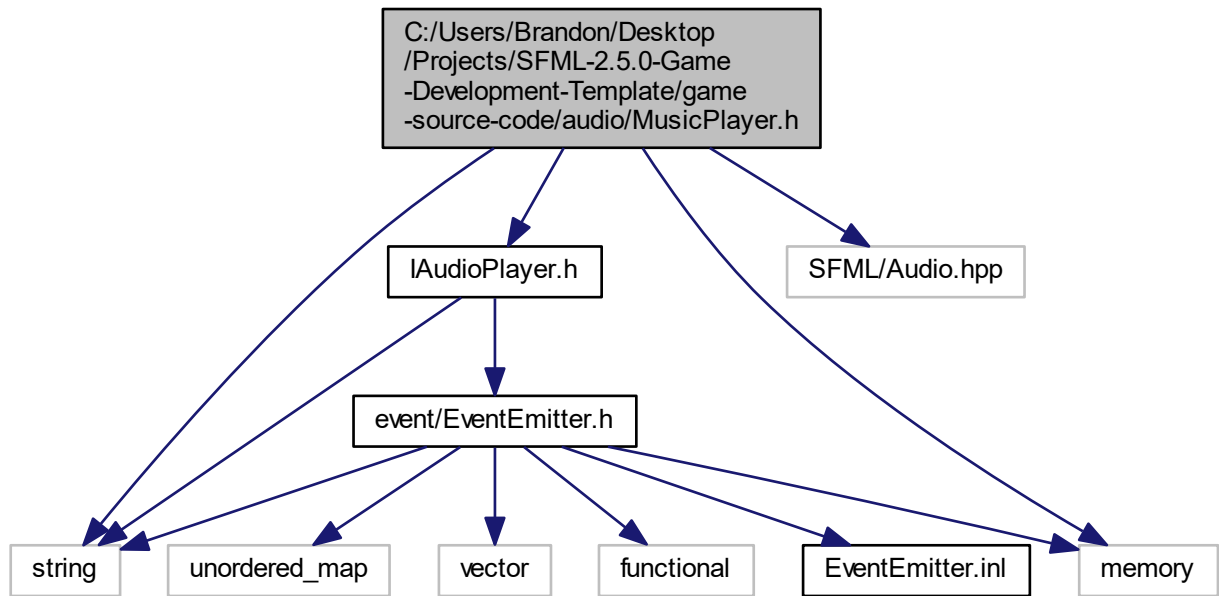 C:/Users/Brandon/Desktop
/Projects/SFML-2.5.0-Game
-Development-Template/game
-source-code/audio/MusicPlayer.h
IAudioPlayer.h
SFML/Audio.hpp
event/EventEmitter.h
string
unordered_map
vector
functional
EventEmitter.inl
memory